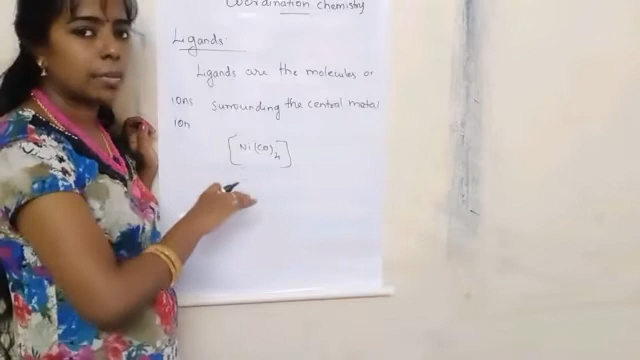 Coordination chemistry
Ligands:
Ligands are the molecules or
ions surrounding the central metal
ion
[Ni(CO)4]